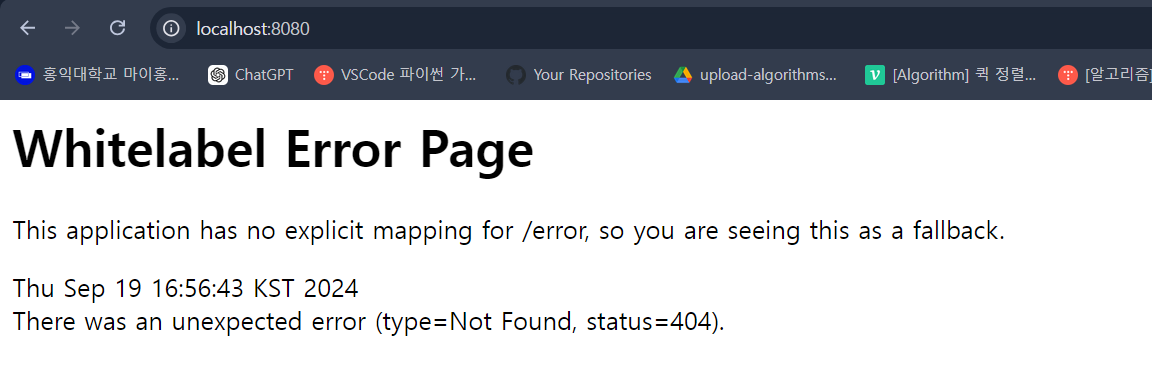 localhost:8080
홍익대학교 마이홍... ChatGPT VSCode 파이썬 가... Your Repositories upload-algorithms... [Algorithm] 퀵 정렬... [알고리즘]
Whitelabel Error Page
This application has no explicit mapping for /error, so you are seeing this as a fallback.
Thu Sep 19 16:56:43 KST 2024
There was an unexpected error (type=Not Found, status=404).